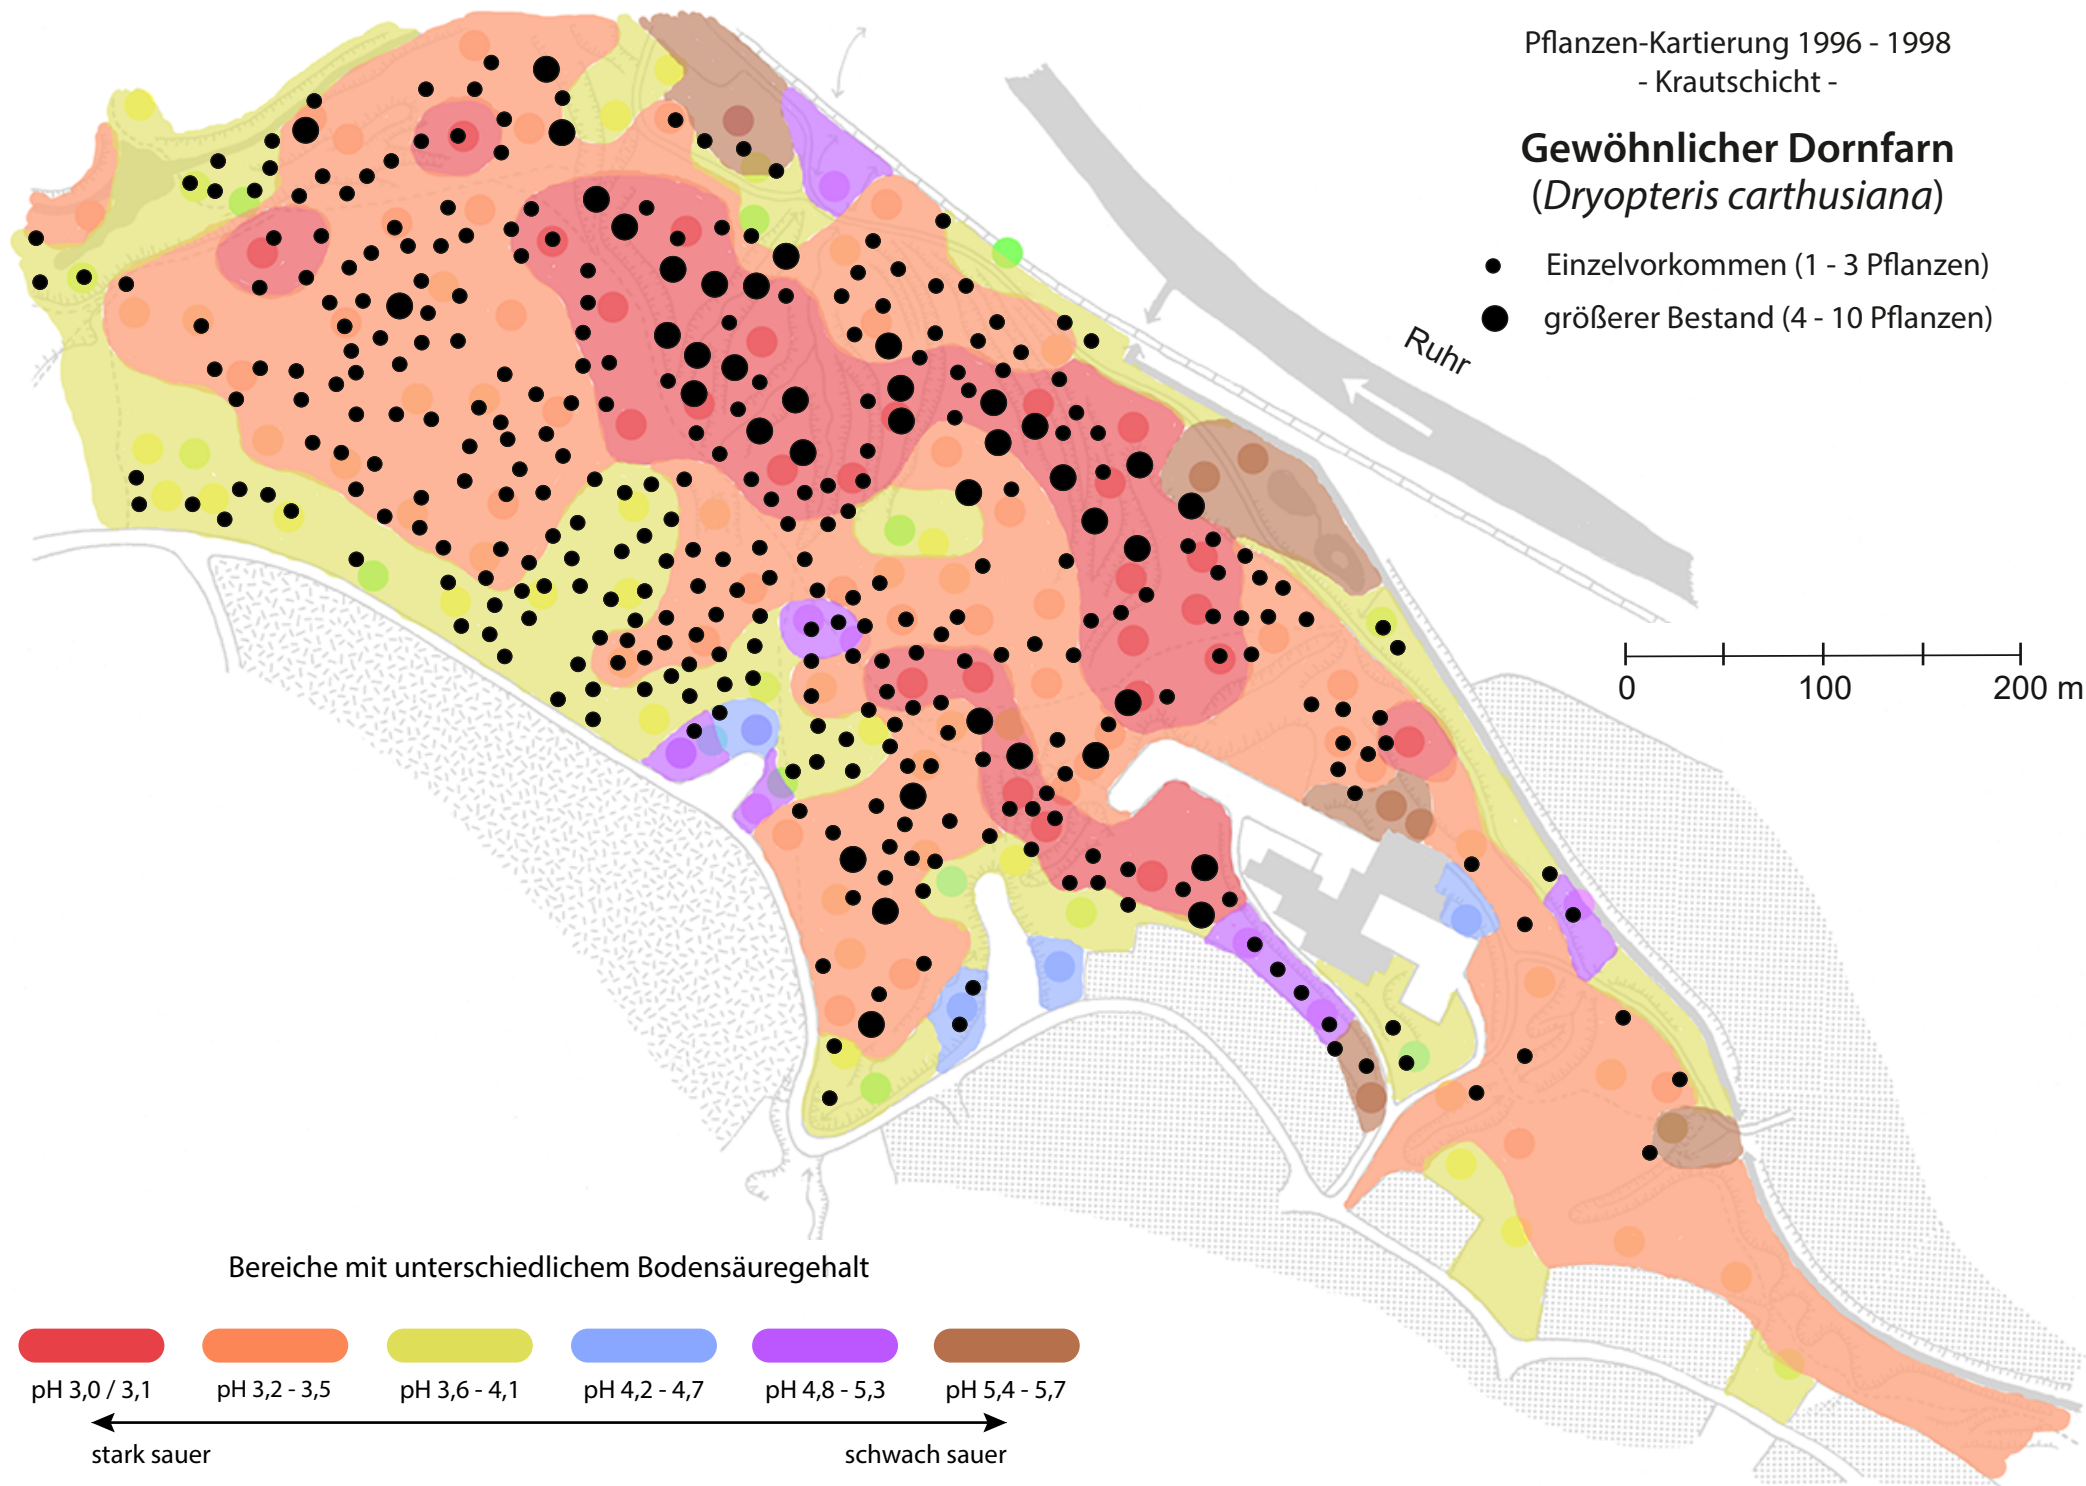 Pflanzen-Kartierung 1996 - 1998
- Krautschicht -
Gewöhnlicher Dornfarn
(Dryopteris carthusiana)
Einzelvorkommen (1 - 3 Pflanzen)
größerer Bestand (4 - 10 Pflanzen)
Ruhr
0 100 200 m
Bereiche mit unterschiedlichem Bodensäuregehalt
pH 3,0 / 3,1 pH 3,2 - 3,5 pH 3,6 - 4,1 pH 4,2 - 4,7 pH 4,8 - 5,3 pH 5,4 - 5,7
stark sauer schwach sauer